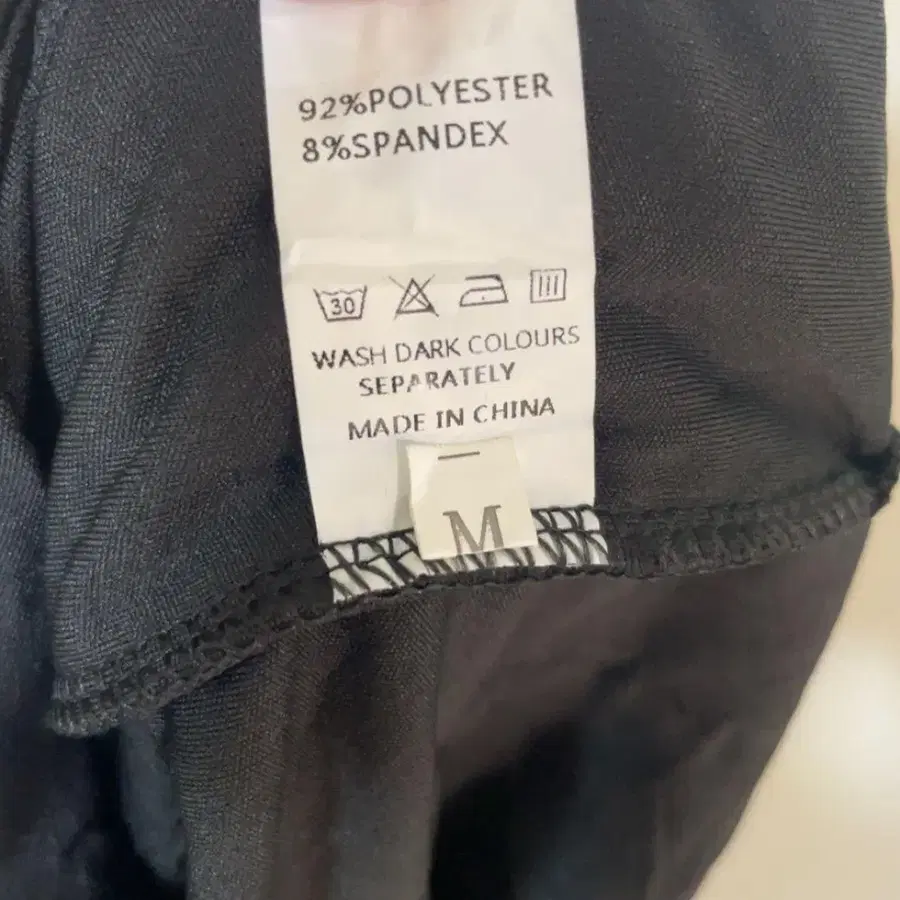 92%POLYESTER
8%SPANDEX
30
WASH DARK COLOURS
SEPARATELY
MADE IN CHINA
M